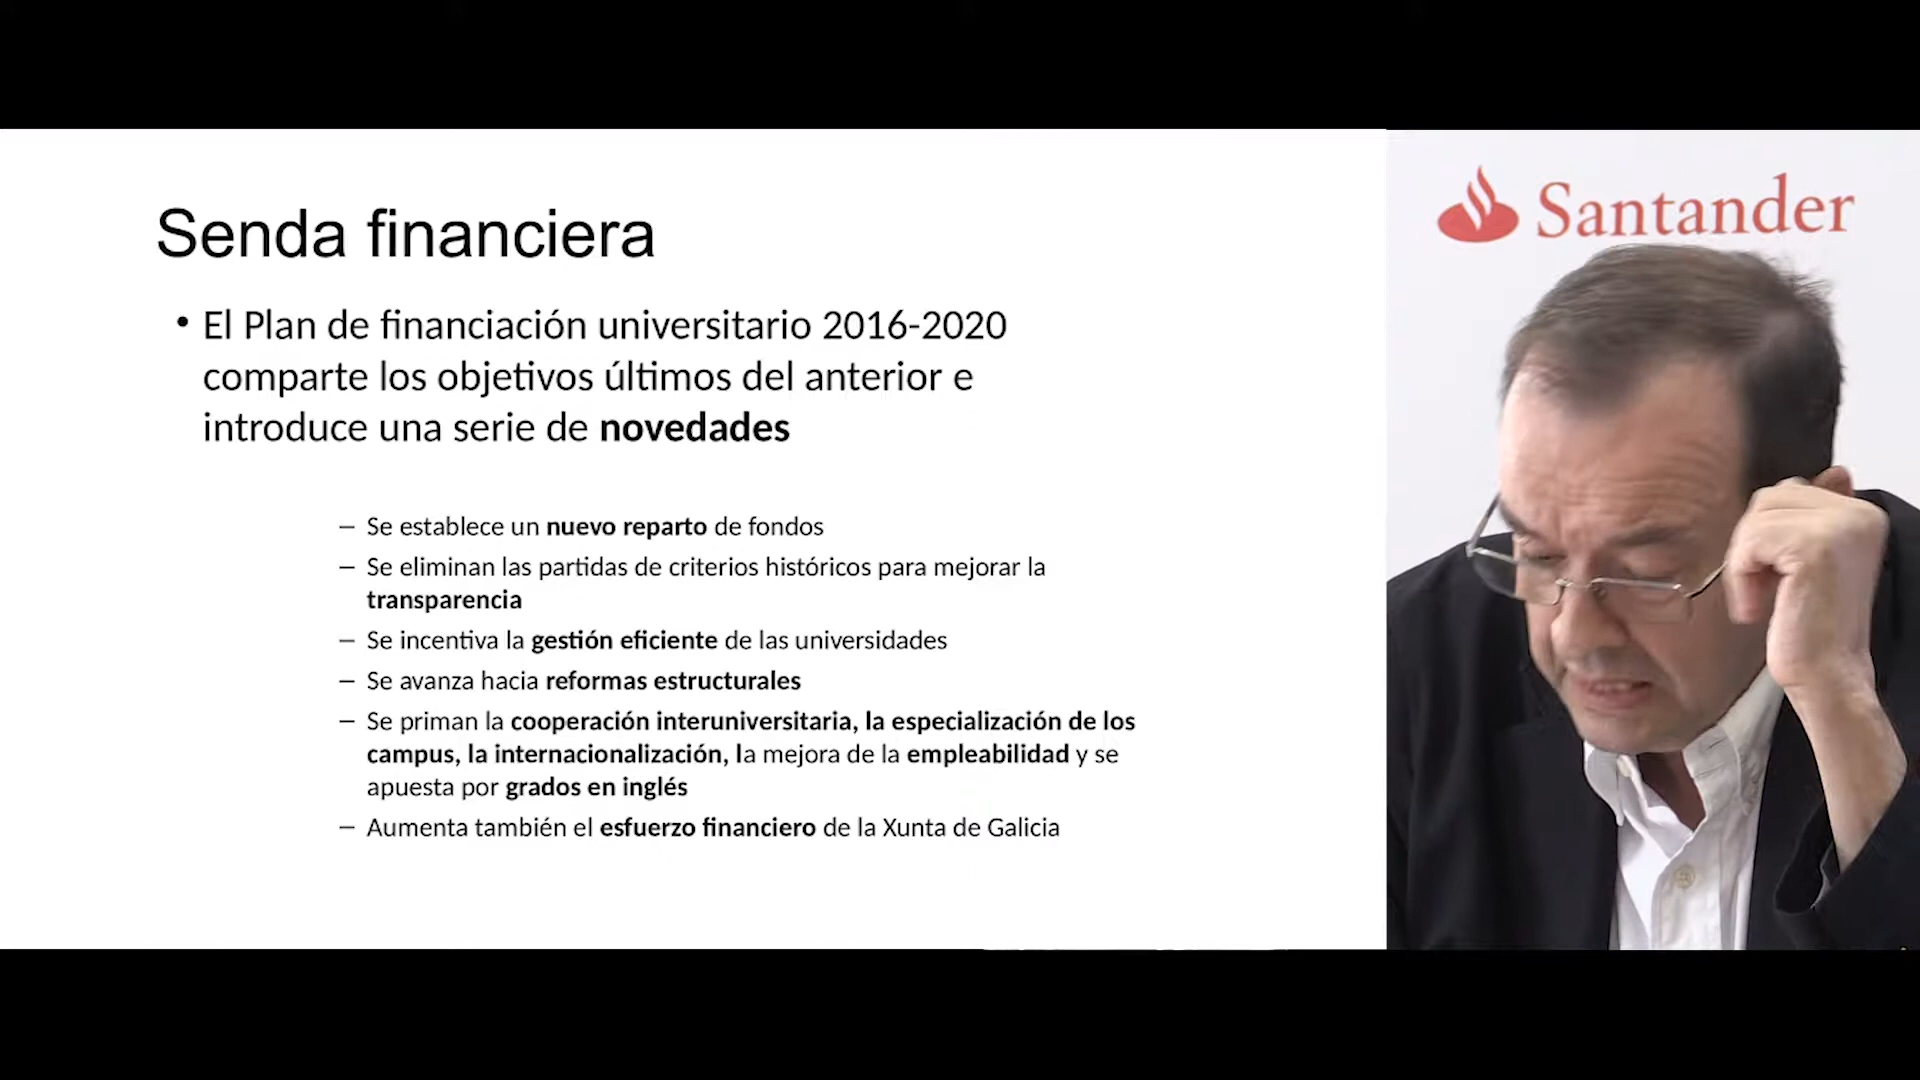 Senda financiera
Santander
• El Plan de financiación universitario 2016-2020
comparte los objetivos últimos del anterior e
introduce una serie de novedades
– Se establece un nuevo reparto de fondos
– Se eliminan las partidas de criterios históricos para mejorar la
transparencia
– Se incentiva la gestión eficiente de las universidades
– Se avanza hacia reformas estructurales
– Se priman la cooperación interuniversitaria, la especialización de los
campus, la internacionalización, la mejora de la empleabilidad y se
apuesta por grados en inglés
– Aumenta también el esfuerzo financiero de la Xunta de Galicia